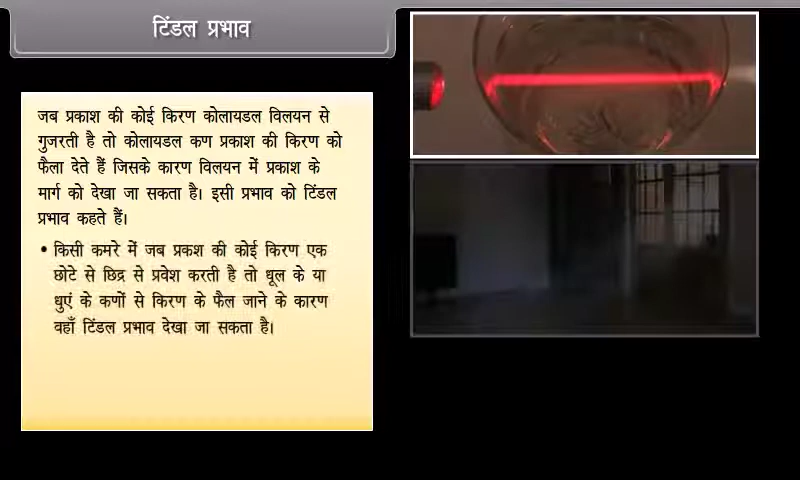 टिंडल प्रभाव
जब प्रकाश की कोई किरण कोलायडल विलयन से
गुजरती है तो कोलायडल कण प्रकाश की किरण को
फैला देते हैं जिसके कारण विलयन में प्रकाश के
मार्ग को देखा जा सकता है। इसी प्रभाव को टिंडल
प्रभाव कहते हैं।
• किसी कमरे में जब प्रकश की कोई किरण एक
छोटे से छिद्र से प्रवेश करती है तो धूल के या
धुएं के कणों से किरण के फैल जाने के कारण
वहाँ टिंडल प्रभाव देखा जा सकता है।